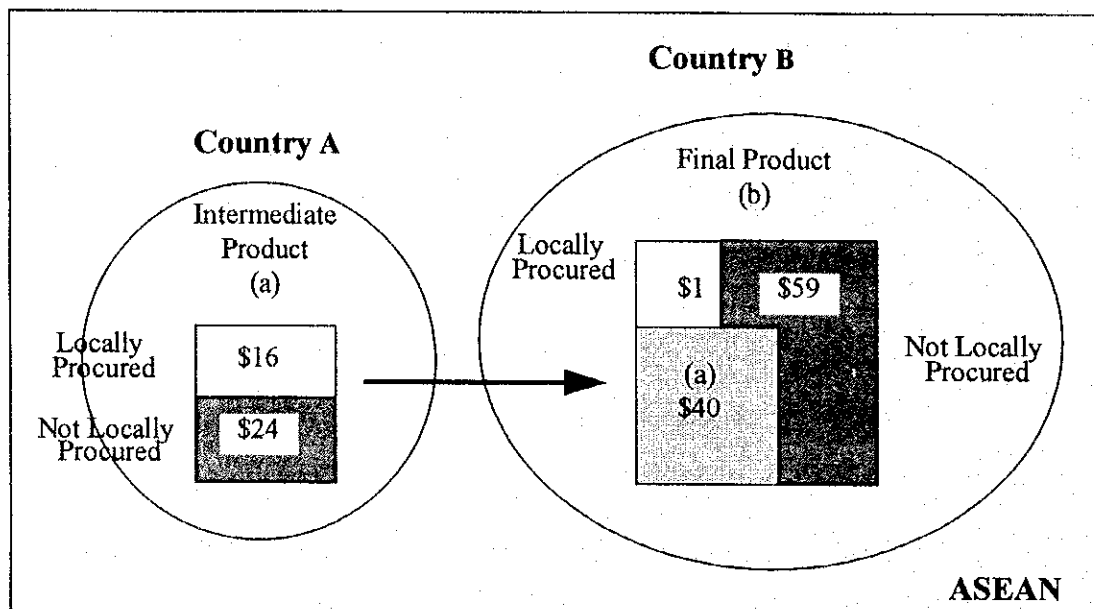 Country B
Country A
Final Product
(b)
Intermediate
Product
(a)
Locally
Procured
$1
$59
Locally
Procured
$16
Not Locally
Procured
$24
(a)
$40
Not Locally
Procured
ASEAN